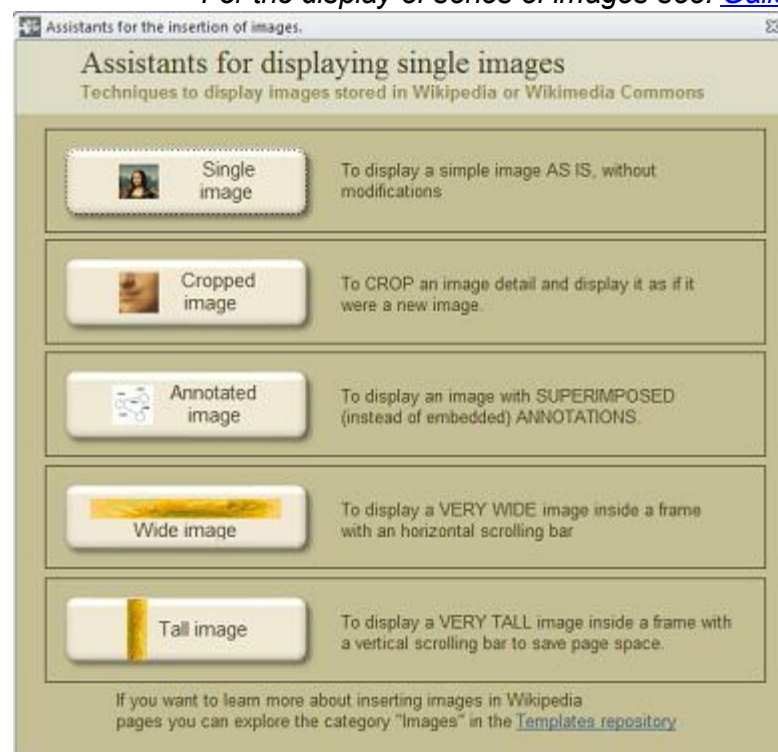 For the display of series of images see:
Assistants for the insertion of images.
Assistants for displaying single images
Techniques to display images stored in Wikipedia or Wikimedia Commons
Single
image
To display a simple image AS IS, without
modifications
Cropped
image
To CROP an image detail and display it as if it
were a new image.
Annotated
image
To display an image with SUPERIMPOSED
(instead of embedded) ANNOTATIONS.
Wide image
To display a VERY WIDE image inside a frame
with an horizontal scrolling bar
Tall image
To display a VERY TALL image inside a frame with
a vertical scrolling bar to save page space.
If you want to learn more about inserting images in Wikipedia
pages you can explore the category "Images" in the Templates repository